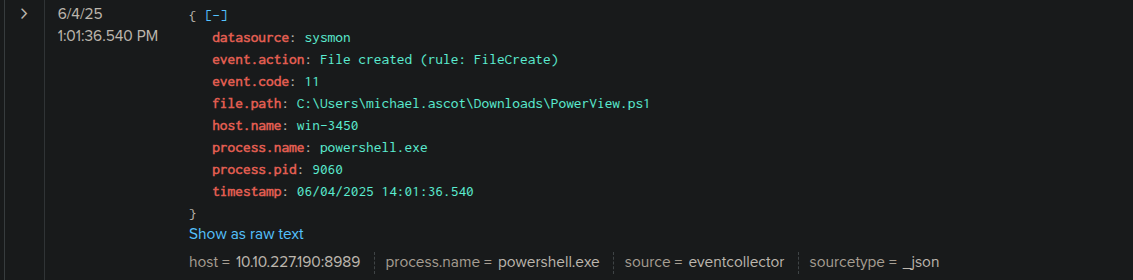 > 6/4/25 { [-]
1:01:36.540 PM datasource: sysmon
event.action: File created (rule: FileCreate)
event.code: 11
file.path: C:\Users\michael.ascot\Downloads\PowerView.ps1
host.name: win-3450
process.name: powershell.exe
process.pid: 9060
timestamp: 06/04/2025 14:01:36.540
}
Show as raw text
host = 10.10.227.190:8989 process.name = powershell.exe source = eventcollector sourcetype = _json